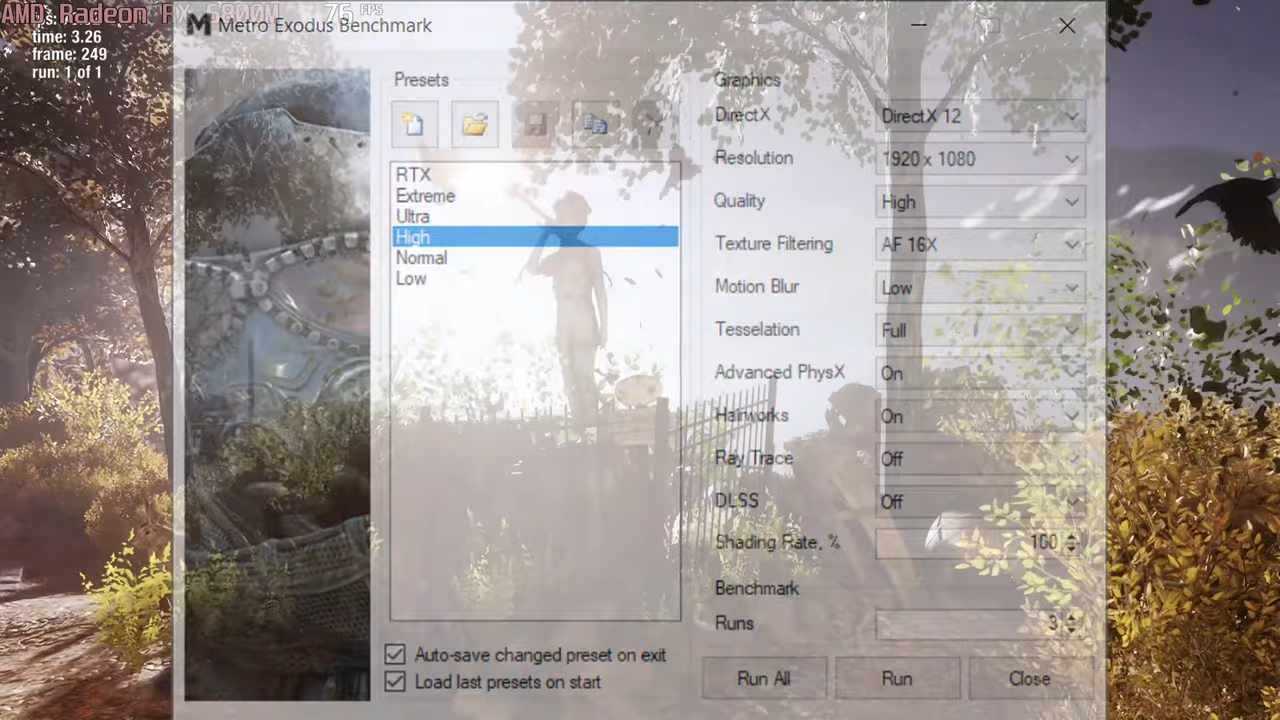 AMD Radeon RX 6800M 76 FPS
time: 3.26
frame: 249
run: 1 of 1
Metro Exodus Benchmark
Presets
RTX
Extreme
Ultra
High
Normal
Low
Auto-save changed preset on exit
Load last presets on start
Graphics
DirectX DirectX 12
Resolution 1920 x 1080
Quality High
Texture Filtering AF 16X
Motion Blur Low
Tesselation Full
Advanced PhysX On
Hairworks On
Ray Trace Off
DLSS Off
Shading Rate, % 100
Benchmark
Runs 3
Run All Run Close